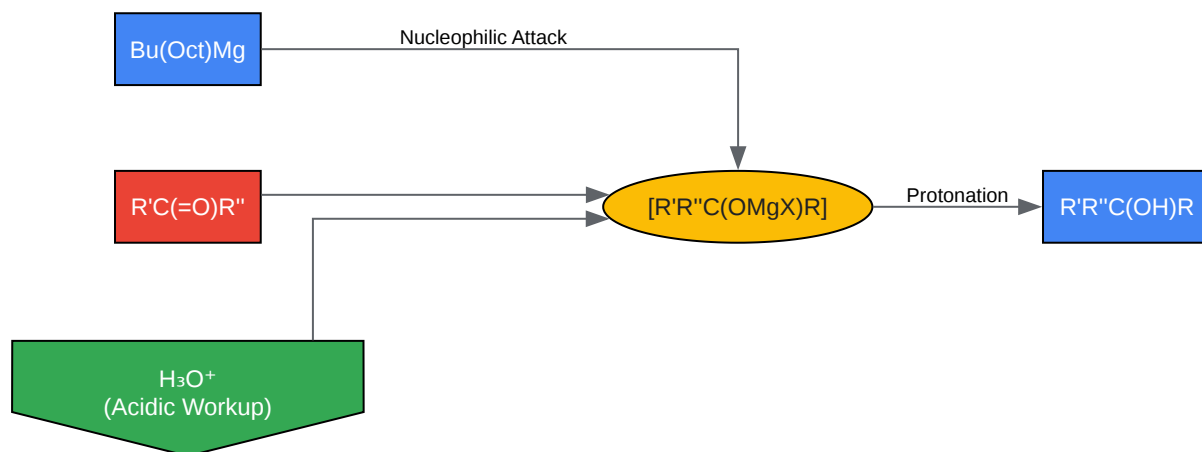 Bu(Oct)Mg
Nucleophilic Attack
R'C(=O)R"
[R'R"C(OMgX)R]
Protonation
R'R"C(OH)R
H₃O⁺
(Acidic Workup)